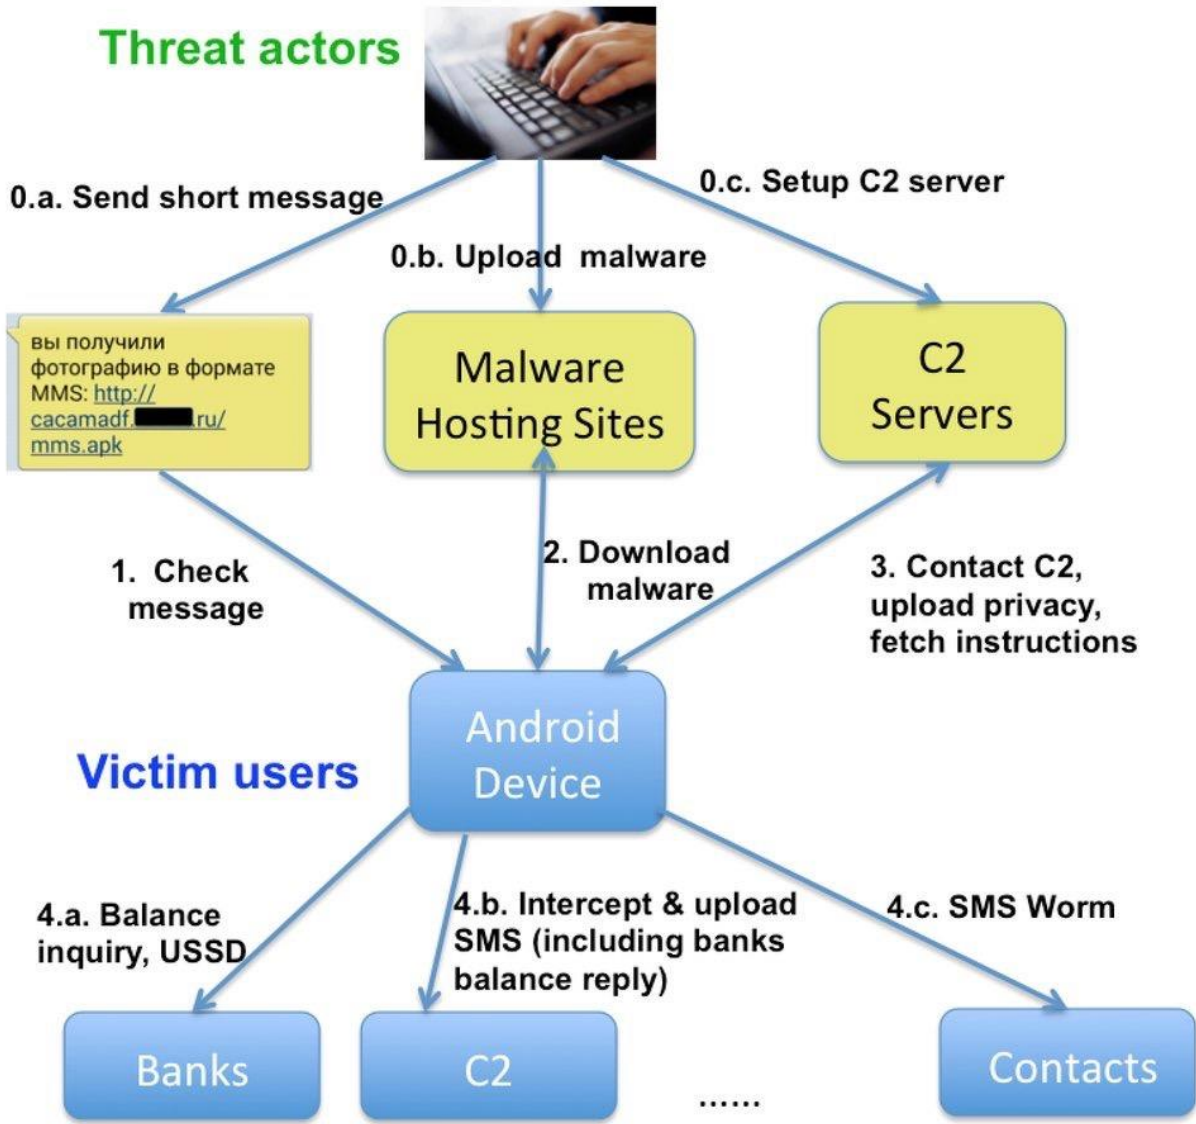 Threat actors
0.a. Send short message
0.c. Setup C2 server
0.b. Upload malware
вы получили
фотографию в формате
MMS: http://
cacamadf. .ru/
mms.apk
Malware
Hosting Sites
C2
Servers
1. Check
message
2. Download
malware
3. Contact C2,
upload privacy,
fetch instructions
Android
Device
Victim users
4.a. Balance
inquiry, USSD
4.b. Intercept & upload
SMS (including banks
balance reply)
4.c. SMS Worm
Banks
C2
......
Contacts